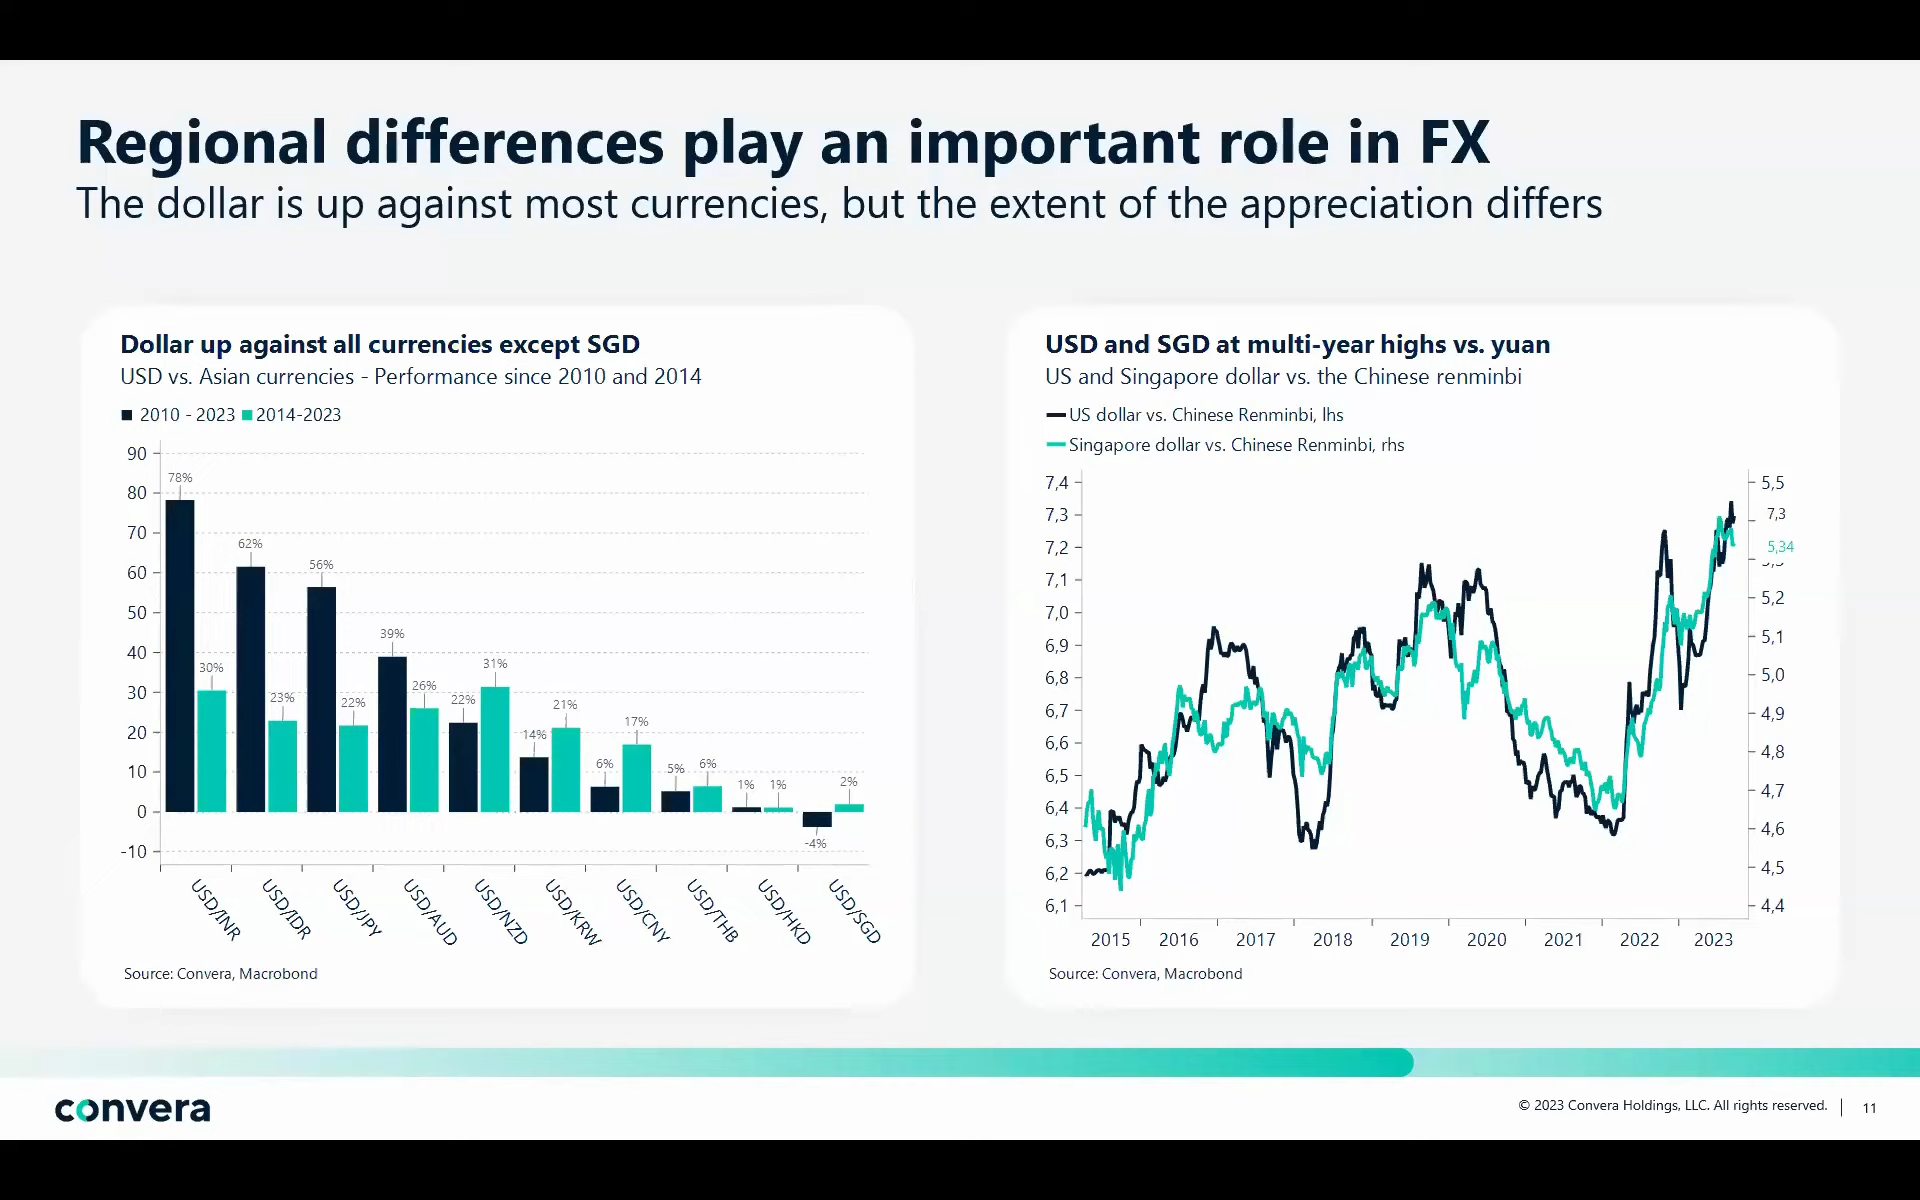 Regional differences play an important role in FX
The dollar is up against most currencies, but the extent of the appreciation differs
Dollar up against all currencies except SGD
USD vs. Asian currencies - Performance since 2010 and 2014
2010 - 2023 2014-2023
90
80
70
60
50
40
30
20
10
0
-10
78%
30%
62%
23%
56%
22%
39%
26%
22%
31%
14%
21%
6%
17%
5%
6%
1%
1%
-4%
2%
USD/INR
USD/IDR
USD/JPY
USD/AUD
USD/NZD
USD/KRW
USD/CNY
USD/THB
USD/HKD
USD/SGD
Source: Convera, Macrobond
USD and SGD at multi-year highs vs. yuan
US and Singapore dollar vs. the Chinese renminbi
US dollar vs. Chinese Renminbi, lhs
Singapore dollar vs. Chinese Renminbi, rhs
7,4
7,3
7,2
7,1
7,0
6,9
6,8
6,7
6,6
6,5
6,4
6,3
6,2
6,1
5,5
7,3
5,34
5,2
5,1
5,0
4,9
4,8
4,7
4,6
4,5
4,4
2015 2016 2017 2018 2019 2020 2021 2022 2023
Source: Convera, Macrobond
convera
© 2023 Convera Holdings, LLC. All rights reserved. | 11